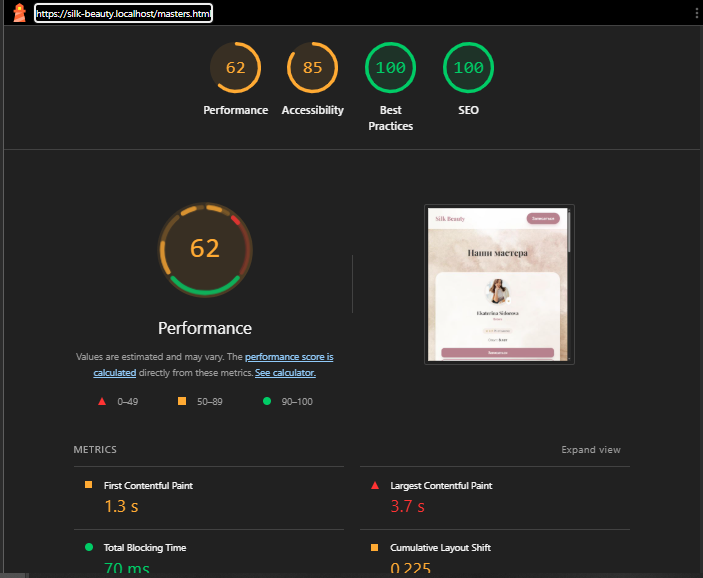 https://silk-beauty.localhost/masters.html
62
85
100
100
Performance
Accessibility
Best
Practices
SEO
62
Performance
Values are estimated and may vary. The performance score is
calculated directly from these metrics. See calculator.
0–49
50–89
90–100
Silk Beauty
Записаться
Наши мастера
Ekaterina Sidorova
Записаться
METRICS
Expand view
First Contentful Paint
1.3 s
Largest Contentful Paint
3.7 s
Total Blocking Time
70 ms
Cumulative Layout Shift
0.225